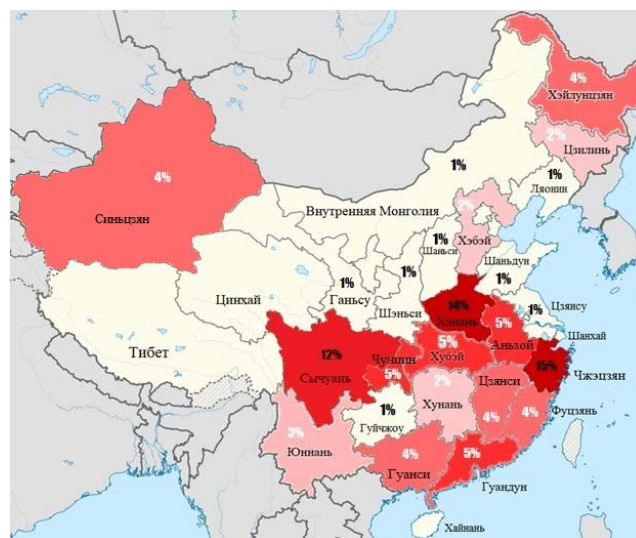 4%
Хэйлунцзян
2%
Цзилинь
1%
Ляонин
1%
4%
Синьцзян
Внутренняя Монголия
2%
Хэбэй
1%
Шаньси
Шаньдун
1%
1%
1%
Ганьсу
Шэньси
Цинхай
Тибет
14%
Хэнань
1%
Цзянсу
5%
Аньхой
Шанхай
12%
Сычуань
Чунцин
5%
5%
Хубэй
15%
Чжэцзян
2%
Хунань
Цзянси
4%
4%
Фуцзянь
1%
Гуйчжоу
3%
Юннань
4%
Гуанси
5%
Гуандун
Хайнань